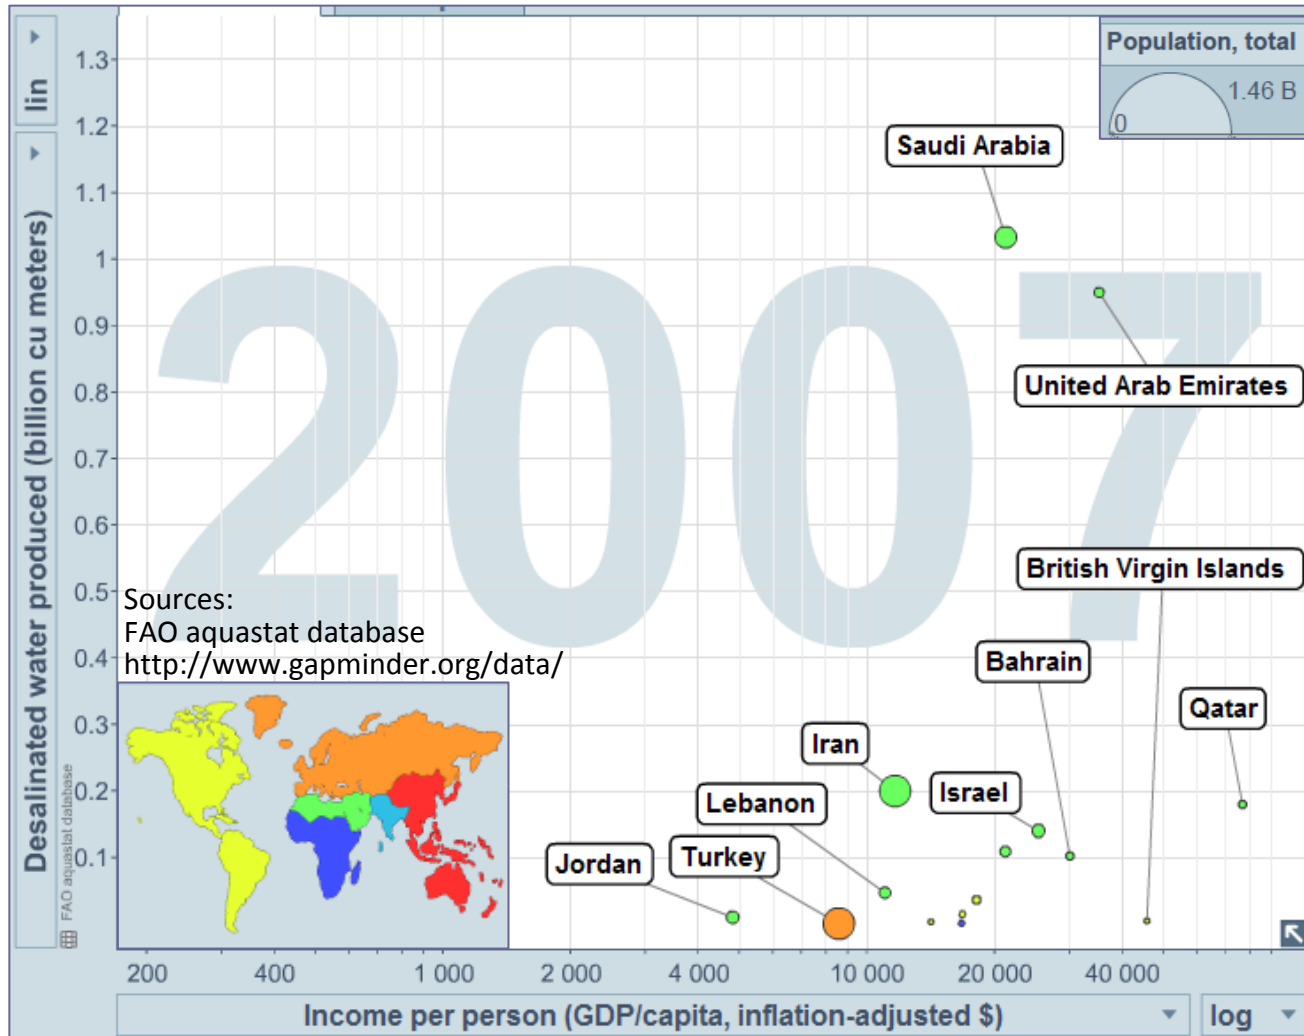 lin
Desalinated water produced (billion cu meters)
FAO aquastat database
1.3
1.2
1.1
1
0.9
0.8
0.7
0.6
0.5
0.4
0.3
0.2
0.1
2007
Population, total
1.46 B
0
Saudi Arabia
United Arab Emirates
British Virgin Islands
Bahrain
Qatar
Iran
Israel
Lebanon
Turkey
Jordan
Sources:
FAO aquastat database
http://www.gapminder.org/data/
200
400
1 000
2 000
4 000
10 000
20 000
40 000
Income per person (GDP/capita, inflation-adjusted $)
log